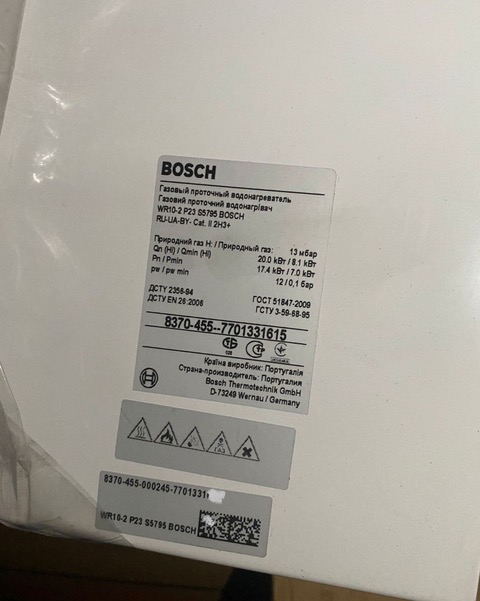 BOSCH
Газовый проточный водонагреватель
Газовий проточний водонагрівач
WR10-2 P23 S5795 BOSCH
RU-UA-BY- Cat. II 2H3+
Природний газ H: / Природный газ: 13 мбар
Qn (Hi) / Qmin (Hi) 20.0 кВт / 8.1 кВт
Pn / Pmin 17.4 кВт / 7.0 кВт
pw / pw min 12 / 0,1 бар
ДСТУ 2356-94 ГОСТ 51847-2009
ДСТУ EN 26:2006 ГСТУ 3-59-68-95
8370-455--7701331615
Країна виробник: Португалія
Страна-производитель: Португалия
Bosch Thermotechnik GmbH
D-73249 Wernau / Germany
8370-455-000245-7701331
WR10-2 P23 S5795 BOSCH